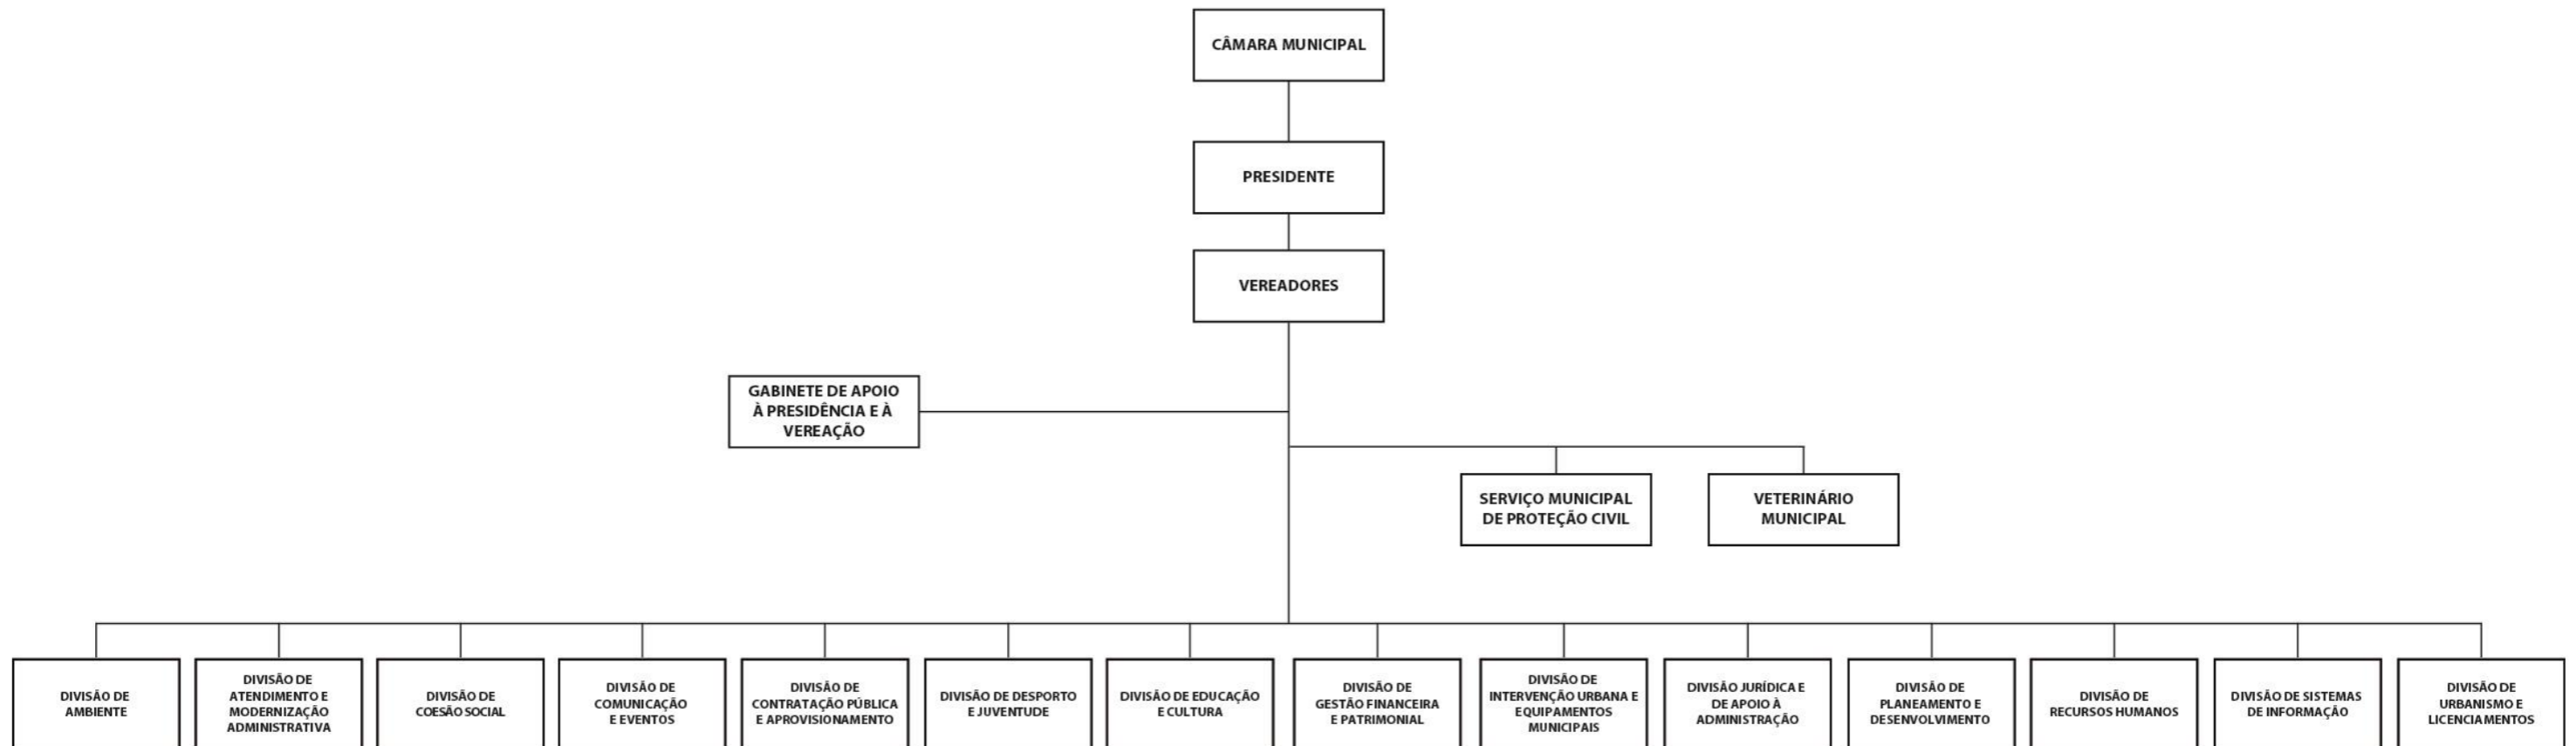 CÂMARA MUNICIPAL
PRESIDENTE
VEREADORES
GABINETE DE APOIO
À PRESIDÊNCIA E À
VEREAÇÃO
SERVIÇO MUNICIPAL
DE PROTEÇÃO CIVIL
VETERINÁRIO
MUNICIPAL
DIVISÃO DE
AMBIENTE
DIVISÃO DE
ATENDIMENTO E
MODERNIZAÇÃO
ADMINISTRATIVA
DIVISÃO DE
COESÃO SOCIAL
DIVISÃO DE
COMUNICAÇÃO
E EVENTOS
DIVISÃO DE
CONTRATAÇÃO PÚBLICA
E APROVISIONAMENTO
DIVISÃO DE DESPORTO
E JUVENTUDE
DIVISÃO DE EDUCAÇÃO
E CULTURA
DIVISÃO DE
GESTÃO FINANCEIRA
E PATRIMONIAL
DIVISÃO DE
INTERVENÇÃO URBANA E
EQUIPAMENTOS
MUNICIPAIS
DIVISÃO JURÍDICA E
DE APOIO À
ADMINISTRAÇÃO
DIVISÃO DE
PLANEAMENTO E
DESENVOLVIMENTO
DIVISÃO DE
RECURSOS HUMANOS
DIVISÃO DE SISTEMAS
DE INFORMAÇÃO
DIVISÃO DE
URBANISMO E
LICENCIAMENTOS